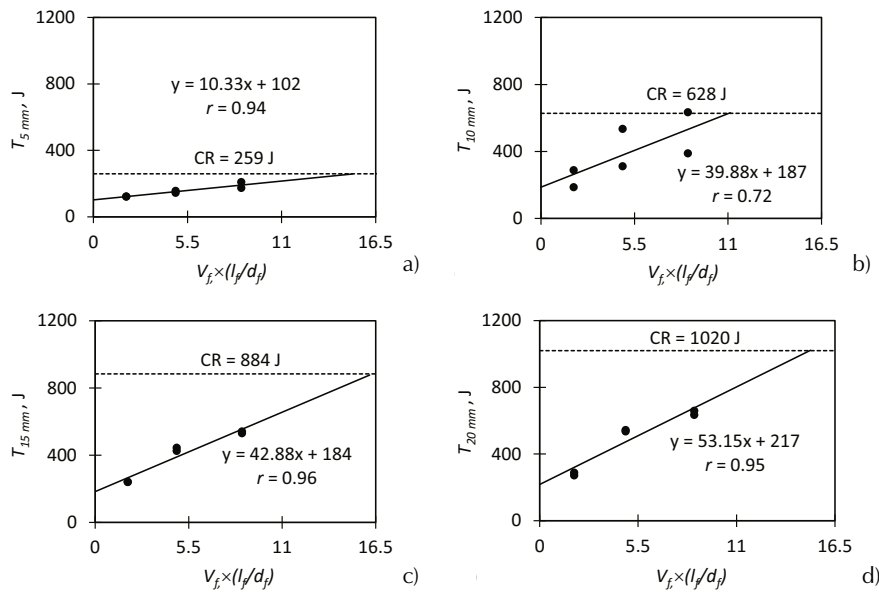 1200
800
400
0
T5 mm, J
y = 10.33x + 102
r = 0.94
CR = 259 J
0 5.5 11 16.5
Vf,×(lf/df)
a)
1200
800
400
0
T10 mm, J
CR = 628 J
y = 39.88x + 187
r = 0.72
0 5.5 11 16.5
Vf,×(lf/df)
b)
1200
800
400
0
T15 mm, J
CR = 884 J
y = 42.88x + 184
r = 0.96
0 5.5 11 16.5
Vf,×(lf/df)
c)
1200
800
400
0
T20 mm, J
CR = 1020 J
y = 53.15x + 217
r = 0.95
0 5.5 11 16.5
Vf,×(lf/df)
d)